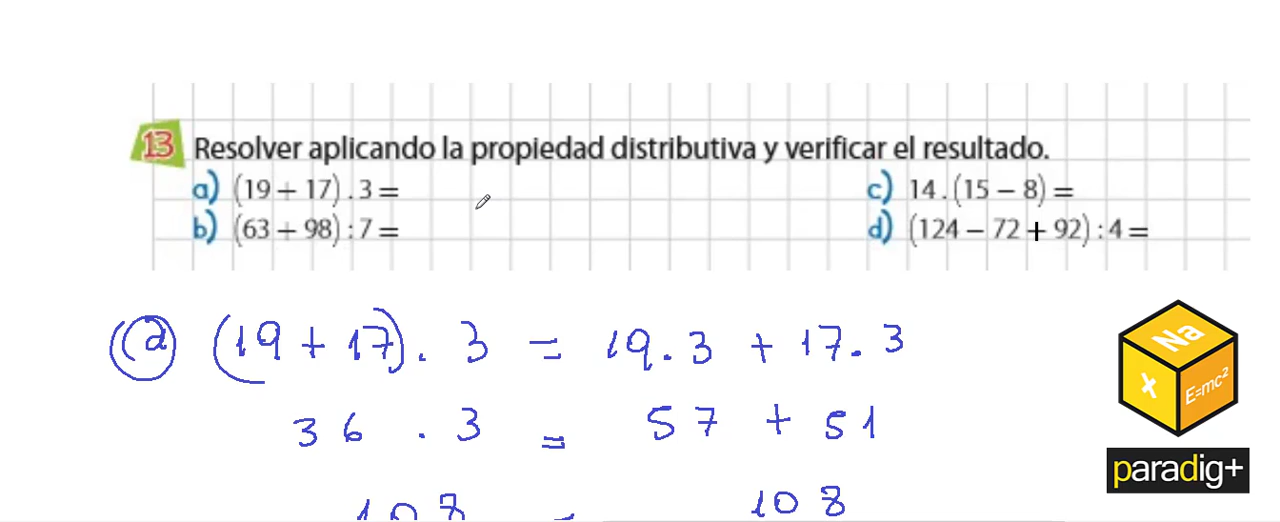 13 Resolver aplicando la propiedad distributiva y verificar el resultado.
a) (19 + 17) . 3 =
c) 14 . (15 − 8) =
b) (63 + 98) : 7 =
d) (124 − 72 + 92) : 4 =
a (19 + 17) . 3 = 19 . 3 + 17 . 3
36 . 3 = 57 + 51
108 = 108
Na
X
E=mc²
paradig+